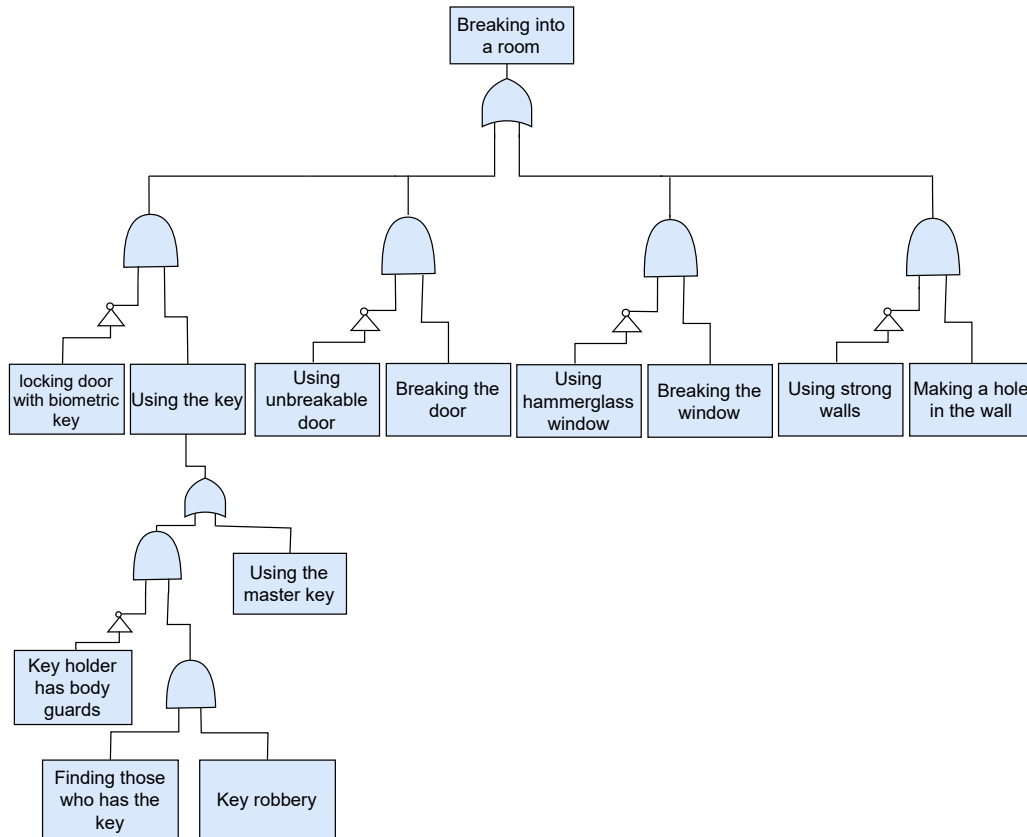 Breaking into
a room
locking door
with biometric
key
Using the key
Using
unbreakable
door
Breaking the
door
Using
hammerglass
window
Breaking the
window
Using strong
walls
Making a hole
in the wall
Using the
master key
Key holder
has body
guards
Finding those
who has the
key
Key robbery